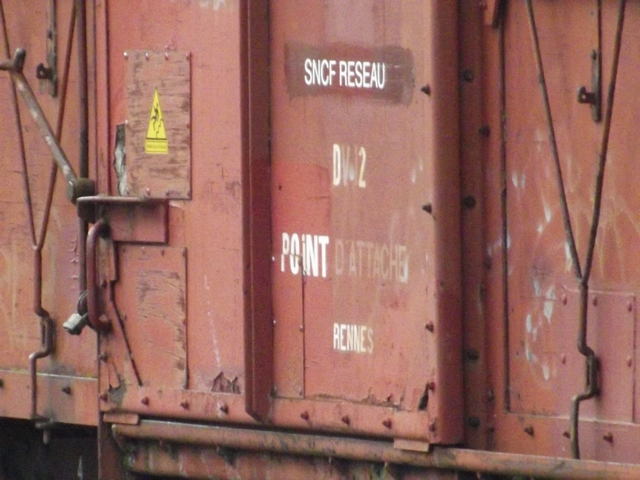 SNCF RESEAU
POINT D'ATTACHE
RENNES